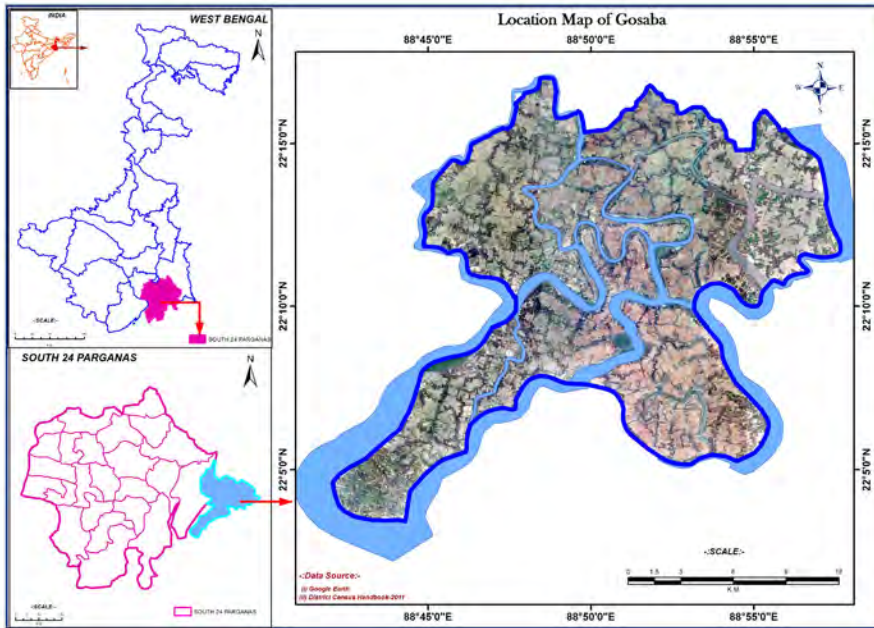 INDIA
WEST BENGAL
N
-:SCALE:-
SOUTH 24 PARGANAS
SOUTH 24 PARGANAS
N
-:SCALE:-
SOUTH 24 PARGANAS
Location Map of Gosaba
88°45'0"E 88°50'0"E 88°55'0"E
N
W E
S
22°15'0"N 22°15'0"N
22°10'0"N 22°10'0"N
22°5'0"N 22°5'0"N
-:Data Source:-
(i) Google Earth
(ii) District Census Handbook-2011
-:SCALE:-
0 1.5 3 6 9 12
K.M
88°45'0"E 88°50'0"E 88°55'0"E